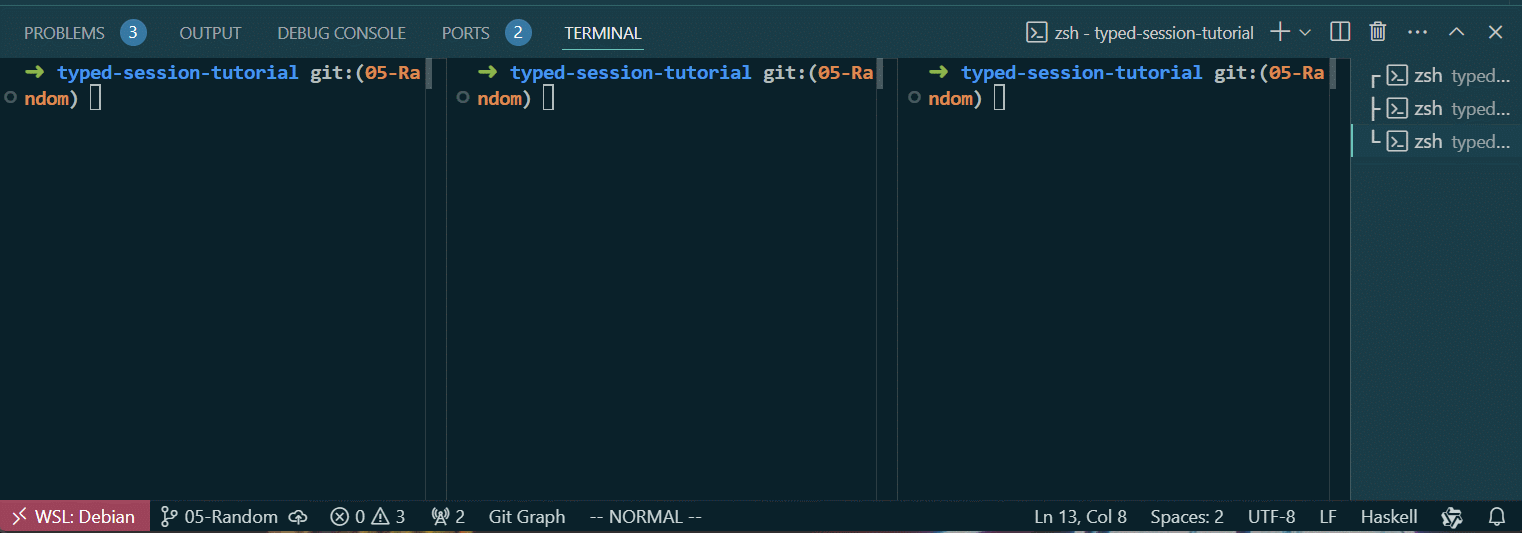 PROBLEMS 3 OUTPUT DEBUG CONSOLE PORTS 2 TERMINAL zsh - typed-session-tutorial
➜ typed-session-tutorial git:(05-Ra
ndom)
➜ typed-session-tutorial git:(05-Ra
ndom)
➜ typed-session-tutorial git:(05-Ra
ndom)
zsh typed...
zsh typed...
zsh typed...
WSL: Debian 05-Random 0 3 2 Git Graph -- NORMAL -- Ln 13, Col 8 Spaces: 2 UTF-8 LF Haskell